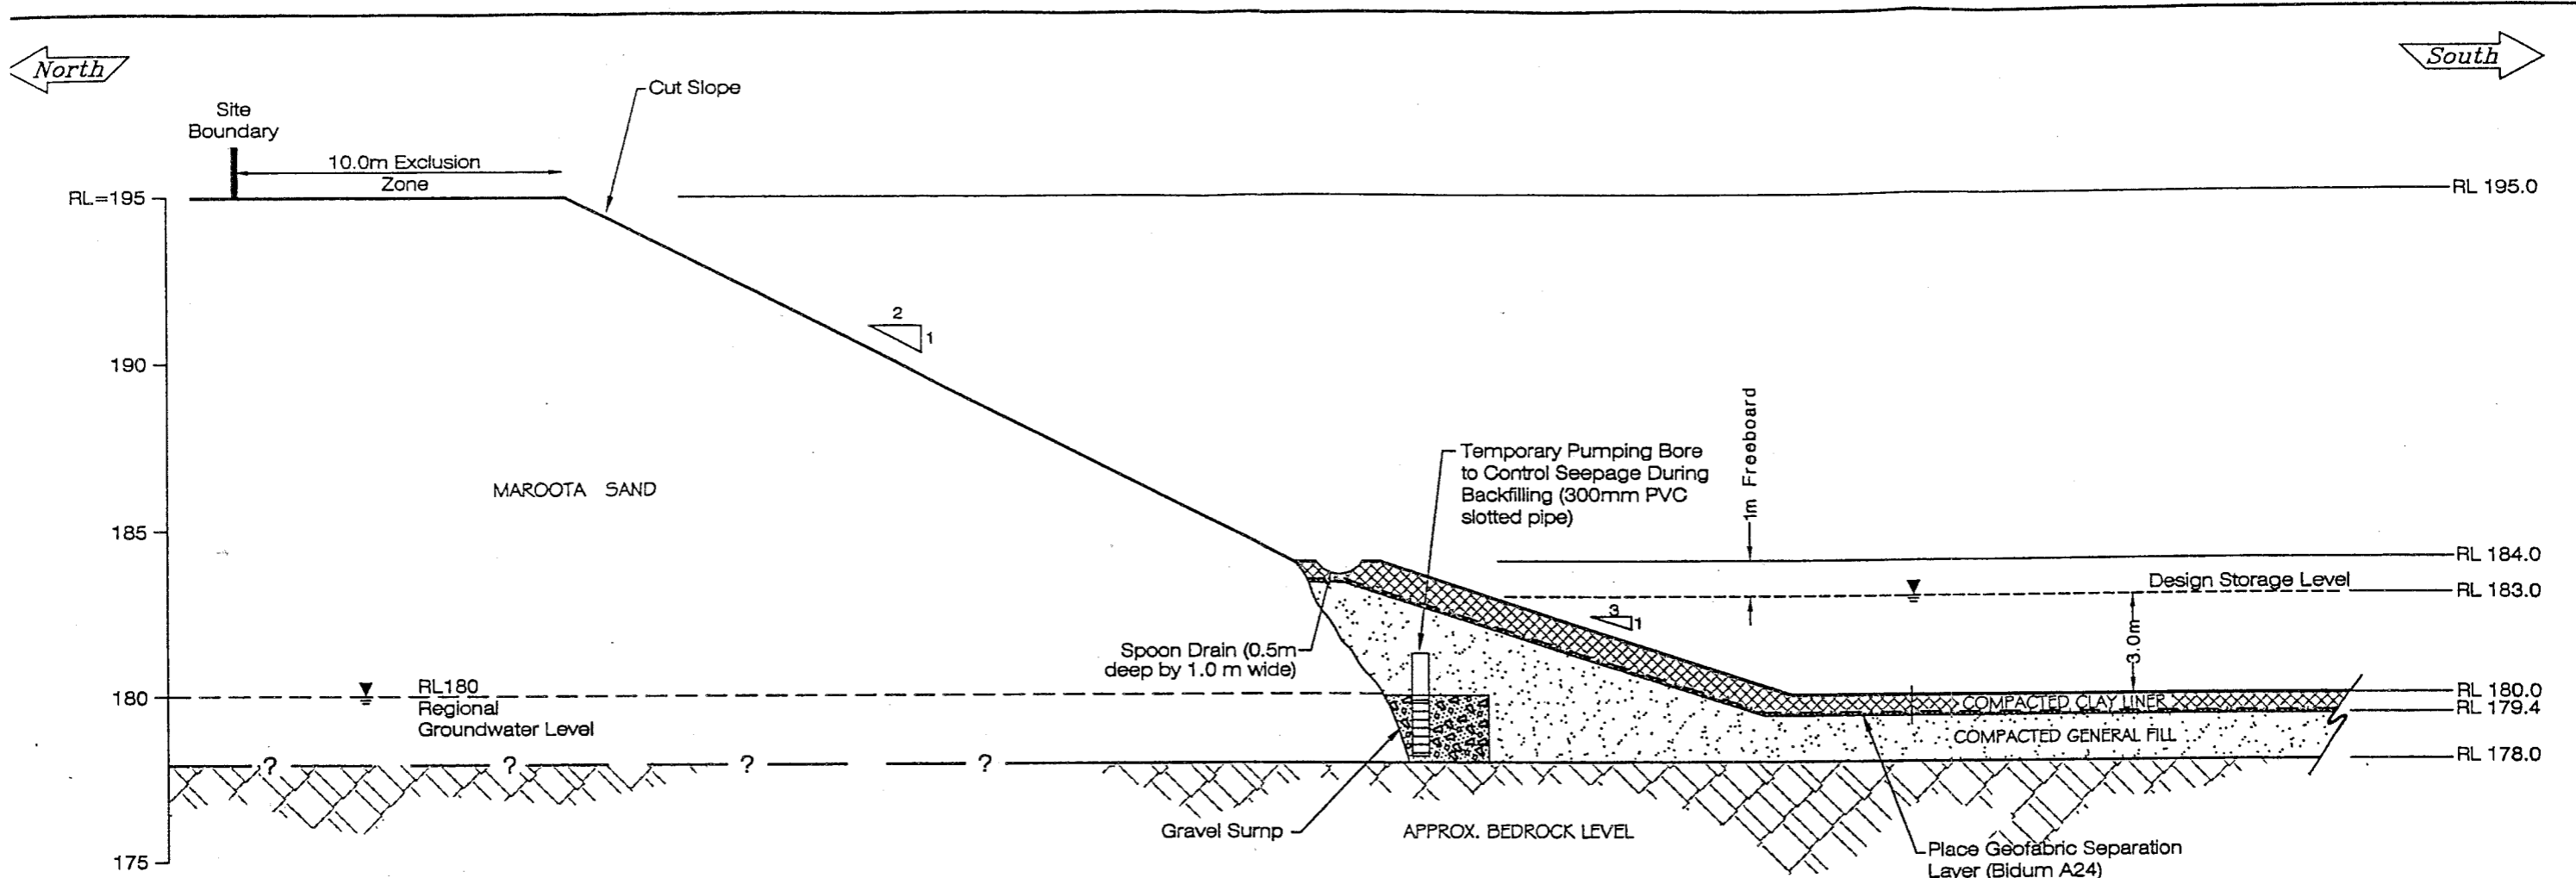 North
South
Cut Slope
Site
Boundary
10.0m Exclusion
Zone
RL=195
RL 195.0
2
1
190
MAROOTA SAND
Temporary Pumping Bore
to Control Seepage During
Backfilling (300mm PVC
slotted pipe)
1m Freeboard
185
RL 184.0
Design Storage Level
RL 183.0
3
1
3.0m
Spoon Drain (0.5m
deep by 1.0 m wide)
180
RL180
Regional
Groundwater Level
RL 180.0
COMPACTED CLAY LINER
RL 179.4
COMPACTED GENERAL FILL
RL 178.0
? ? ? ?
Gravel Sump
APPROX. BEDROCK LEVEL
Place Geofabric Separation
Layer (Bidum A24)
175